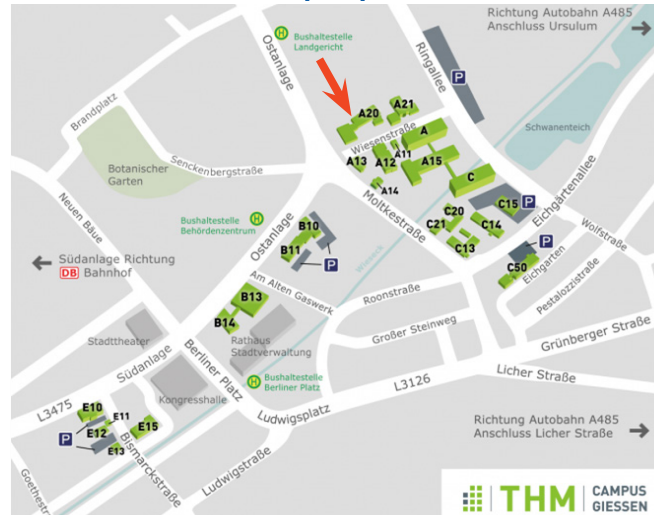 Richtung Autobahn A485
Anschluss Ursulum
H
Bushaltestelle
Landgericht
Ostanlage
Ringallee
P
Brandplatz
A20
A21
Wiesenstraße
A
A11
A13
A12
A15
A14
C
Schwanenteich
Botanischer
Garten
Senckenbergstraße
Moltkestraße
C15
P
Eichgärtenallee
Neuen Bäue
Bushaltestelle
Behördenzentrum
H
Ostanlage
B10
B11
P
C20
C21
C14
C13
Wieseck
Wolfstraße
P
C50
Eichgarten
Pestalozzistraße
Südanlage Richtung
DB Bahnhof
Am Alten Gaswerk
Roonstraße
B13
B14
Großer Steinweg
Grünberger Straße
Stadttheater
Rathaus
Stadtverwaltung
Südanlage
Berliner Platz
H
Bushaltestelle
Berliner Platz
Licher Straße
L3126
Kongresshalle
L3475
Ludwigsplatz
E10
E11
E12
E13
E15
P
Bismarckstraße
Ludwigstraße
Goethestr
Richtung Autobahn A485
Anschluss Licher Straße
THM
CAMPUS
GIESSEN